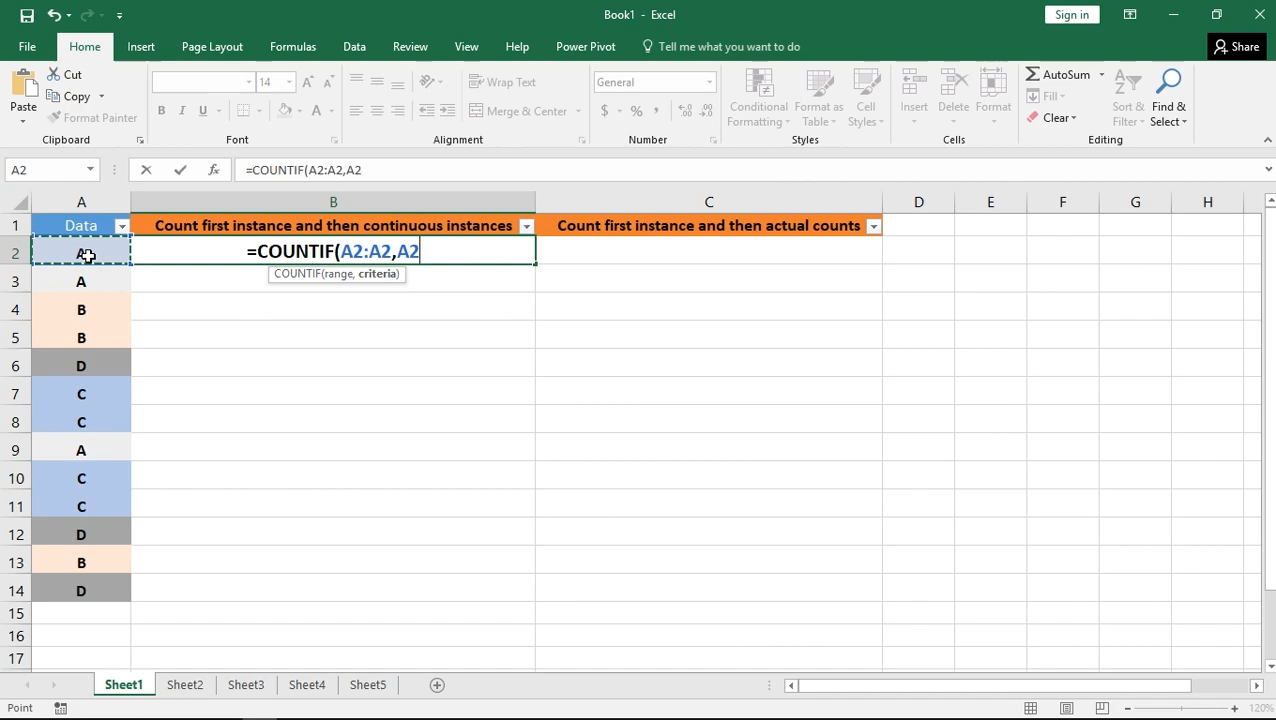 Book1 - Excel
Sign in
File Home Insert Page Layout Formulas Data Review View Help Power Pivot Tell me what you want to do Share
Paste
Cut
Copy
Format Painter
Clipboard
14
A A
B I U A
Font
Wrap Text
Merge & Center
Alignment
General
$ % ,
Number
Conditional Formatting
Format as Table
Cell Styles
Styles
Insert
Delete
Format
Cells
AutoSum
Fill
Clear
Sort & Filter
Find & Select
Editing
A2 fx =COUNTIF(A2:A2,A2
A B C D E F G H
1 Data Count first instance and then continuous instances Count first instance and then actual counts
2 A =COUNTIF(A2:A2,A2
COUNTIF(range, criteria)
3 A
4 B
5 B
6 D
7 C
8 C
9 A
10 C
11 C
12 D
13 B
14 D
15
16
17
Sheet1 Sheet2 Sheet3 Sheet4 Sheet5
Point 120%